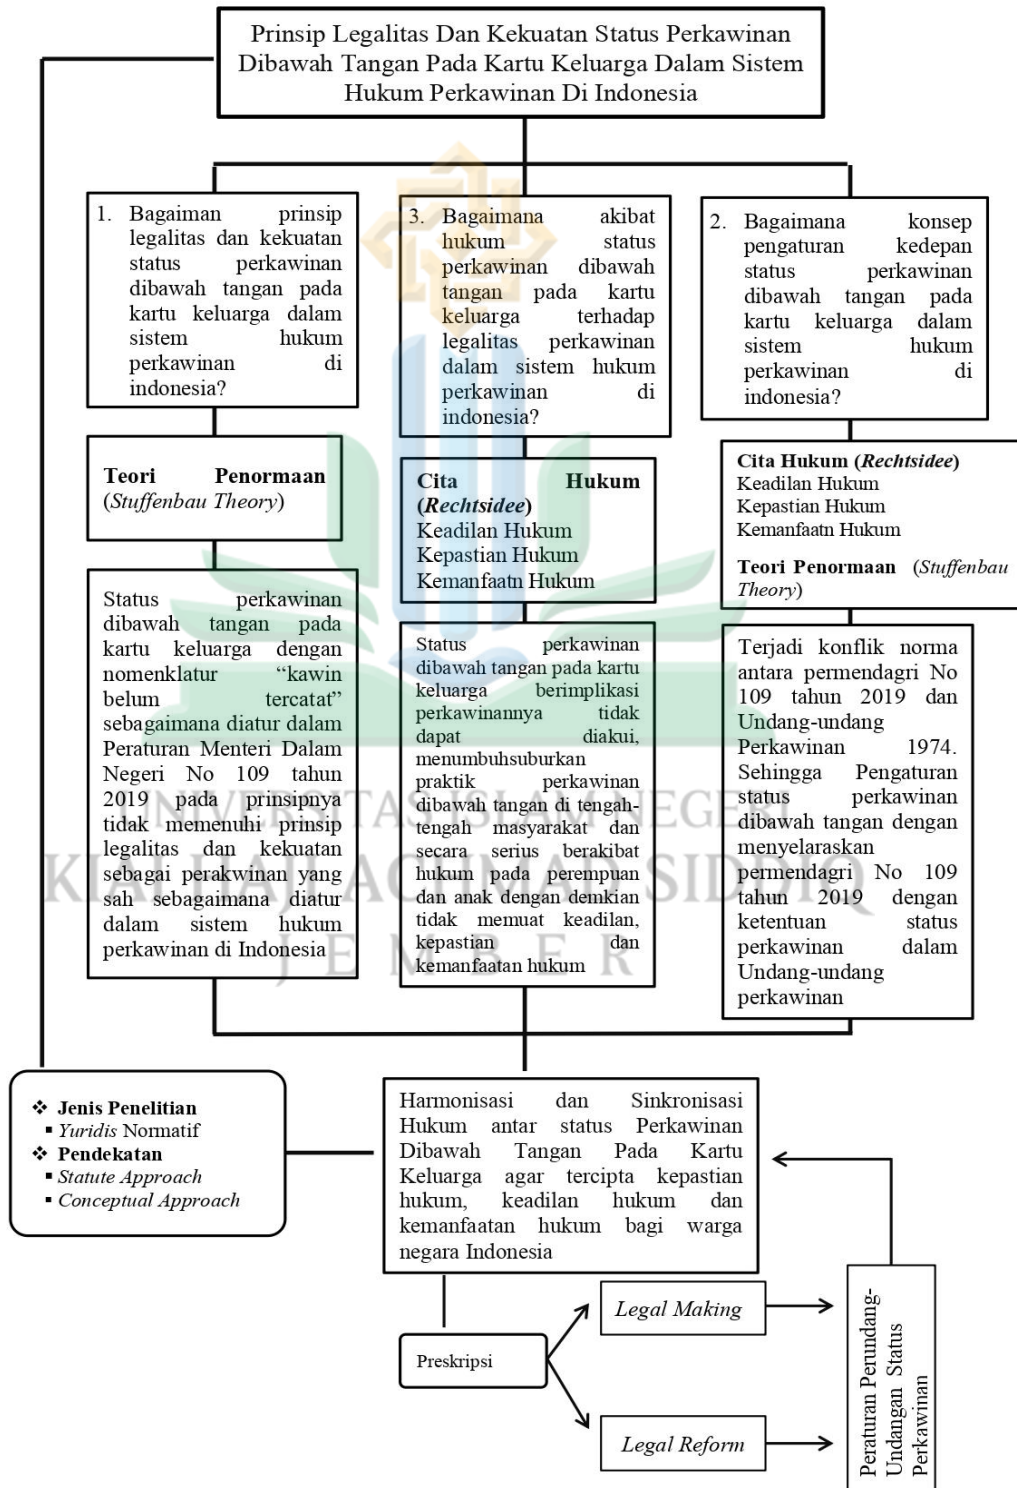 Prinsip Legalitas Dan Kekuatan Status Perkawinan
Dibawah Tangan Pada Kartu Keluarga Dalam Sistem
Hukum Perkawinan Di Indonesia
1. Bagaiman prinsip
legalitas dan kekuatan
status perkawinan
dibawah tangan pada
kartu keluarga dalam
sistem hukum
perkawinan di
indonesia?
3. Bagaimana akibat
hukum status
perkawinan dibawah
tangan pada kartu
keluarga terhadap
legalitas perkawinan
dalam sistem hukum
perkawinan di
indonesia?
2. Bagaimana konsep
pengaturan kedepan
status perkawinan
dibawah tangan pada
kartu keluarga dalam
sistem hukum
perkawinan di
indonesia?
Teori Penormaan
(Stuffenbau Theory)
Cita Hukum
(Rechtsidee)
Keadilan Hukum
Kepastian Hukum
Kemanfaatn Hukum
Cita Hukum (Rechtsidee)
Keadilan Hukum
Kepastian Hukum
Kemanfaatn Hukum
Teori Penormaan (Stuffenbau
Theory)
Status perkawinan
dibawah tangan pada
kartu keluarga dengan
nomenklatur “kawin
belum tercatat”
sebagaimana diatur dalam
Peraturan Menteri Dalam
Negeri No 109 tahun
2019 pada prinsipnya
tidak memenuhi prinsip
legalitas dan kekuatan
sebagai perakwinan yang
sah sebagaimana diatur
dalam sistem hukum
perkawinan di Indonesia
Status perkawinan
dibawah tangan pada kartu
keluarga berimplikasi
perkawinannya tidak
dapat diakui,
menumbuhsuburkan
praktik perkawinan
dibawah tangan di tengah-
tengah masyarakat dan
secara serius berakibat
hukum pada perempuan
dan anak dengan demkian
tidak memuat keadilan,
kepastian dan
kemanfaatan hukum
Terjadi konflik norma
antara permendagri No
109 tahun 2019 dan
Undang-undang
Perkawinan 1974.
Sehingga Pengaturan
status perkawinan
dibawah tangan dengan
menyelaraskan
permendagri No 109
tahun 2019 dengan
ketentuan status
perkawinan dalam
Undang-undang
perkawinan
UNIVERSITAS ISLAM NEGERI
KIAI HAJI ACHMAD SIDDIQ
JEMBER
❖ Jenis Penelitian
▪ Yuridis Normatif
❖ Pendekatan
▪ Statute Approach
▪ Conceptual Approach
Harmonisasi dan Sinkronisasi
Hukum antar status Perkawinan
Dibawah Tangan Pada Kartu
Keluarga agar tercipta kepastian
hukum, keadilan hukum dan
kemanfaatan hukum bagi warga
negara Indonesia
Preskripsi
Legal Making
Legal Reform
Peraturan Perundang-
Undangan Status
Perkawinan